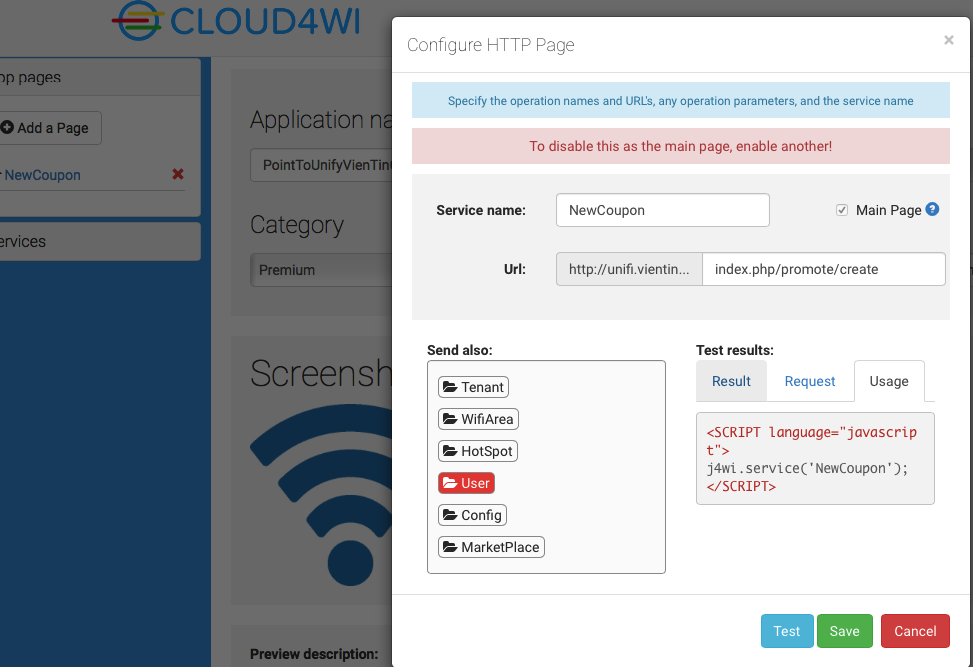 CLOUD4WI
pp pages
Add a Page
NewCoupon
ervices
Application na
PointToUnifyVienTin
Category
Premium
Screensh
Preview description:
Configure HTTP Page
×
Specify the operation names and URL's, any operation parameters, and the service name
To disable this as the main page, enable another!
Service name:
NewCoupon
Main Page ?
Url:
http://unifi.vientin...
index.php/promote/create
Send also:
Tenant
WifiArea
HotSpot
User
Config
MarketPlace
Test results:
Result
Request
Usage
<SCRIPT language="javascrip
t">
j4wi.service('NewCoupon');
</SCRIPT>
Test
Save
Cancel